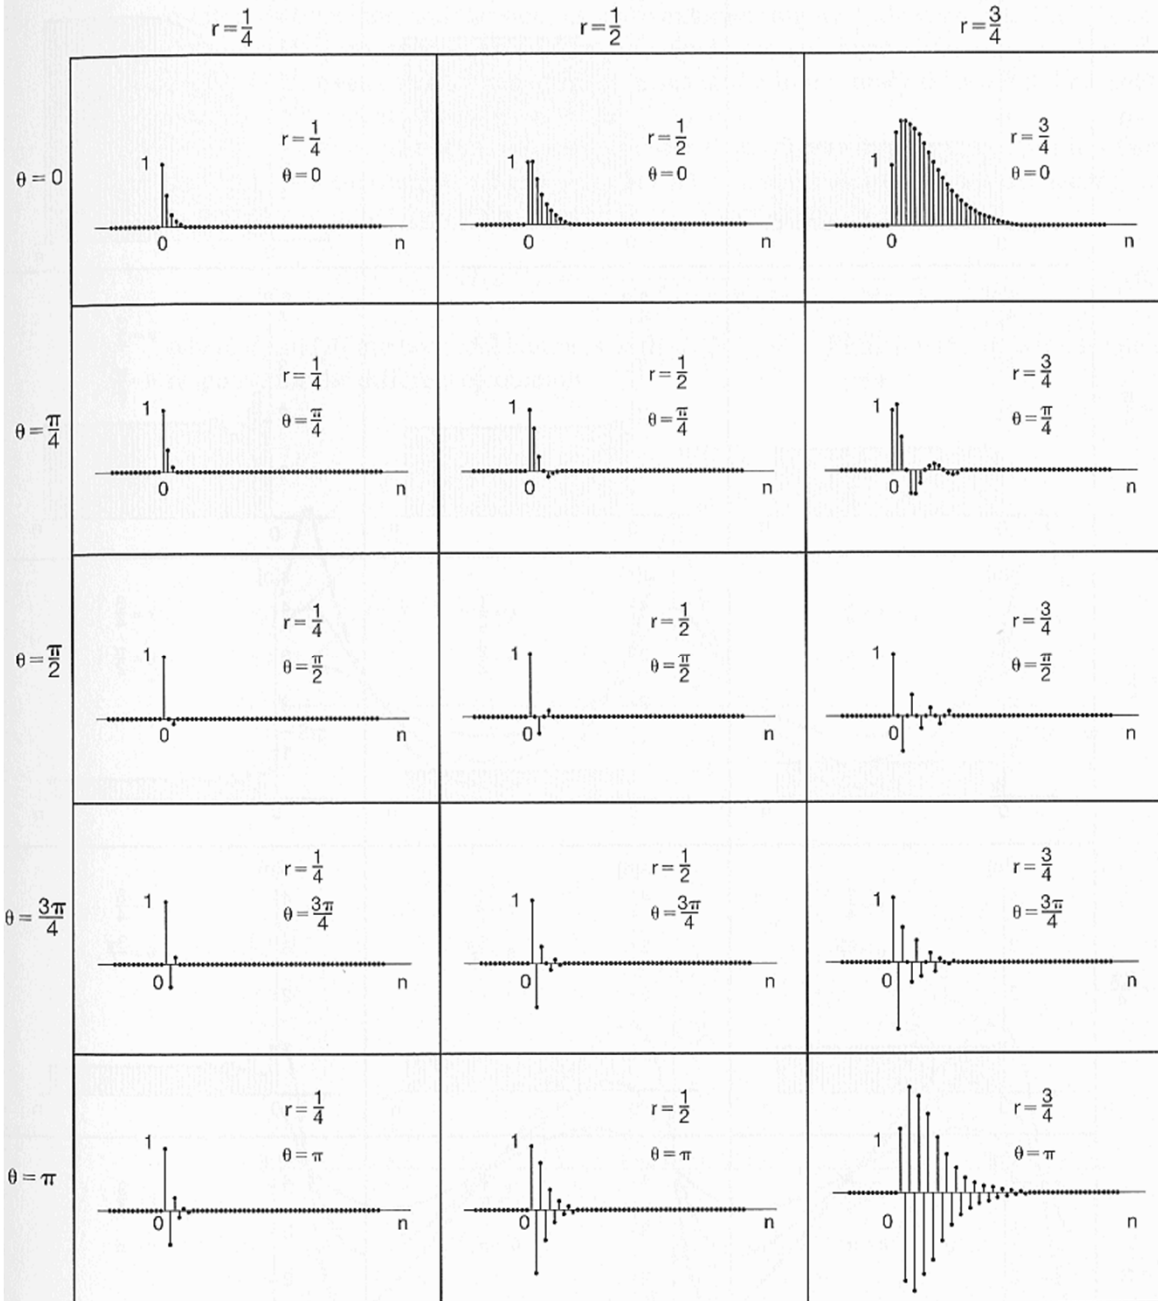 r = 1/4 r = 1/2 r = 3/4
θ = 0
r = 1/4
1
θ = 0
0 n
r = 1/2
1
θ = 0
0 n
r = 3/4
1
θ = 0
0 n
θ = π/4
r = 1/4
1
θ = π/4
0 n
r = 1/2
1
θ = π/4
0 n
r = 3/4
1
θ = π/4
0 n
θ = π/2
r = 1/4
1
θ = π/2
0 n
r = 1/2
1
θ = π/2
0 n
r = 3/4
1
θ = π/2
0 n
θ = 3π/4
r = 1/4
1
θ = 3π/4
0 n
r = 1/2
1
θ = 3π/4
0 n
r = 3/4
1
θ = 3π/4
0 n
θ = π
r = 1/4
1
θ = π
0 n
r = 1/2
1
θ = π
0 n
r = 3/4
1
θ = π
0 n